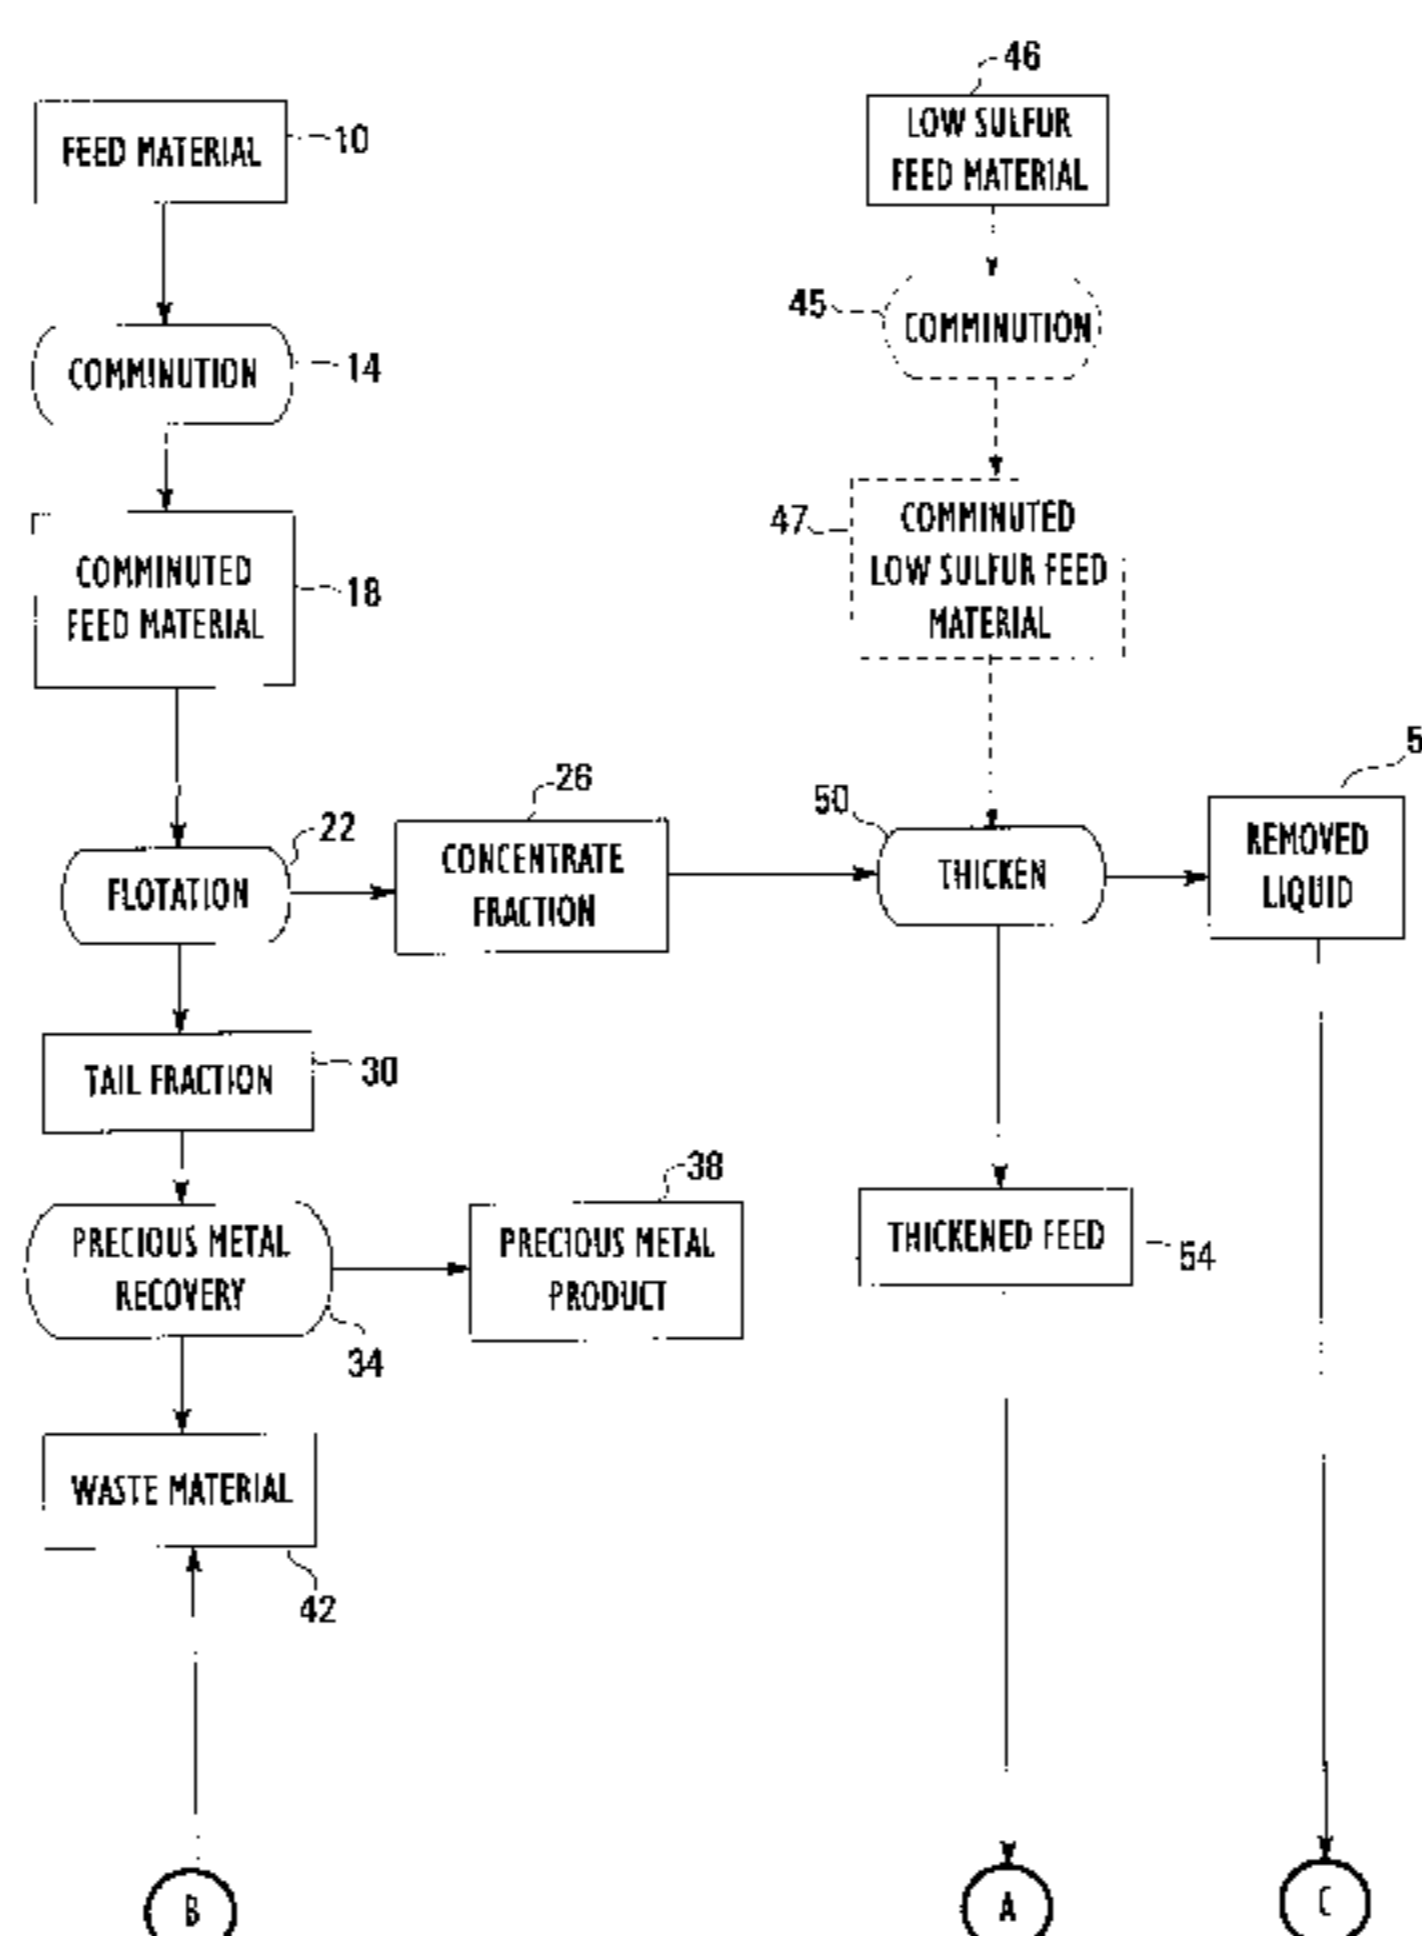 46
LOW SULFUR
FEED MATERIAL
FEED MATERIAL
10
45
COMMINUTION
COMMINUTION
14
47
COMMINUTED
LOW SULFUR FEED
MATERIAL
COMMINUTED
FEED MATERIAL
18
5
26
50
22
CONCENTRATE
FRACTION
THICKEN
REMOVED
LIQUID
FLOTATION
TAIL FRACTION
30
38
PRECIOUS METAL
RECOVERY
PRECIOUS METAL
PRODUCT
THICKENED FEED
54
34
WASTE MATERIAL
42
B
A
C